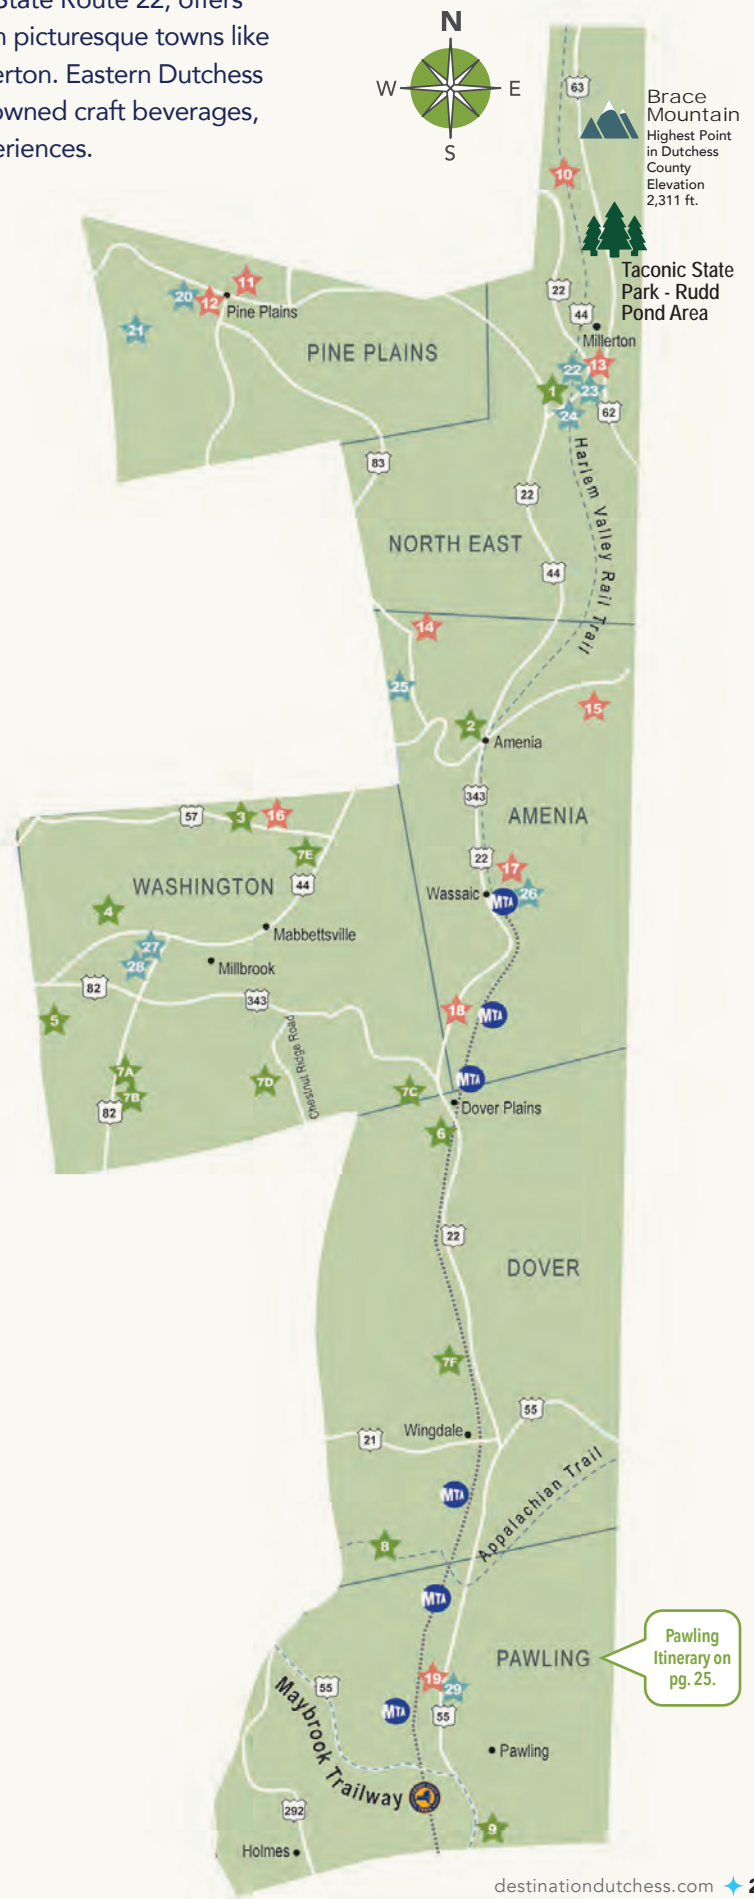 State Route 22, offers
picturesque towns like
Eastern Dutchess
owned craft beverages,
N
W
E
S
63
Brace
Mountain
Highest Point
in Dutchess
County
Elevation
2,311 ft.
10
Taconic State
Park - Rudd
Pond Area
11
20
12
Pine Plains
21
22
44
Millerton
PINE PLAINS
22
13
1
23
24
62
83
Harlem Valley Rail Trail
22
NORTH EAST
44
14
25
15
2
Amenia
343
AMENIA
57
3
16
7E
22
17
WASHINGTON
44
Wassaic
MTA
26
4
27
Mabbettsville
28
Millbrook
82
343
5
18
MTA
Chestnut Ridge Road
7A
7D
7C
MTA
7B
82
Dover Plains
6
22
DOVER
7F
55
21
Wingdale
MTA
Appalachian Trail
8
MTA
PAWLING
Pawling
Itinerary on
pg. 25.
19
29
55
MTA
55
Maybrook Trailway
Pawling
292
9
Holmes
destinationdutchess.com